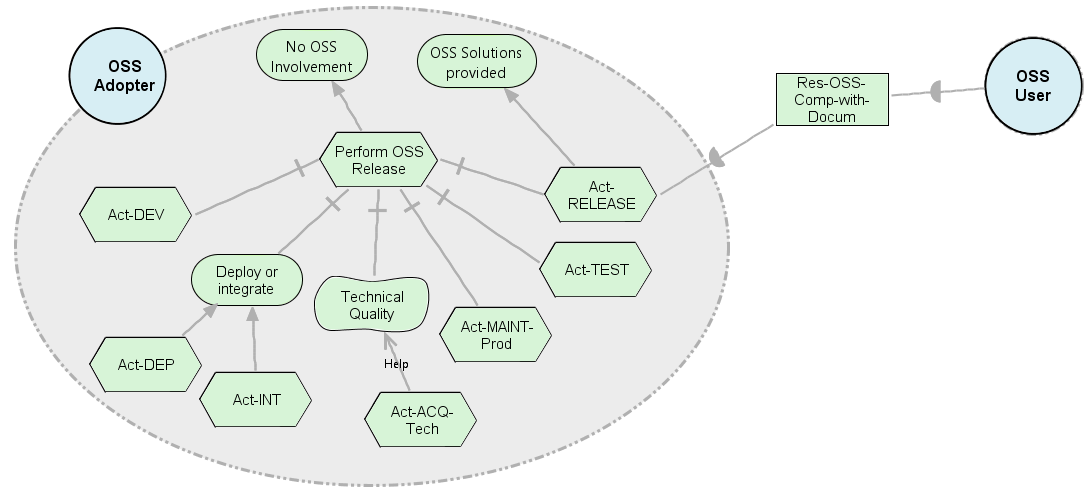 OSS
Adopter
No OSS
Involvement
OSS Solutions
provided
Res-OSS-
Comp-with-
Docum
OSS
User
Perform OSS
Release
Act-DEV
Act-
RELEASE
Deploy or
integrate
Technical
Quality
Act-TEST
Act-MAINT-
Prod
Act-DEP
Act-INT
Help
Act-ACQ-
Tech